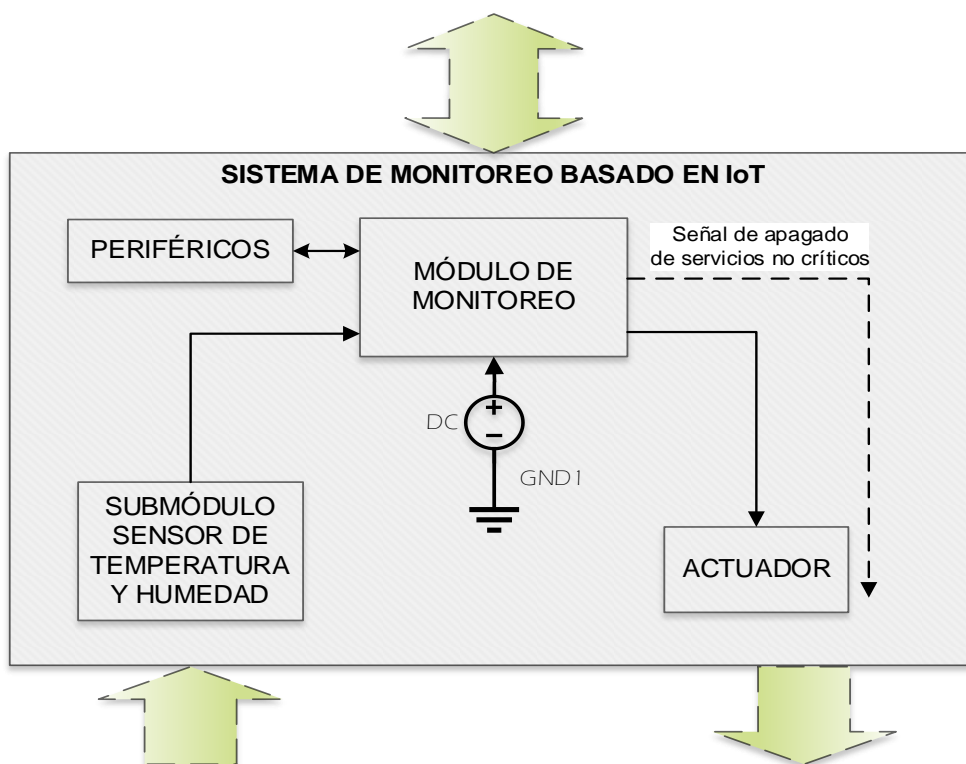 SISTEMA DE MONITOREO BASADO EN IoT
PERIFÉRICOS
MÓDULO DE
MONITOREO
Señal de apagado
de servicios no críticos
DC
+
−
GND1
SUBMÓDULO
SENSOR DE
TEMPERATURA
Y HUMEDAD
ACTUADOR